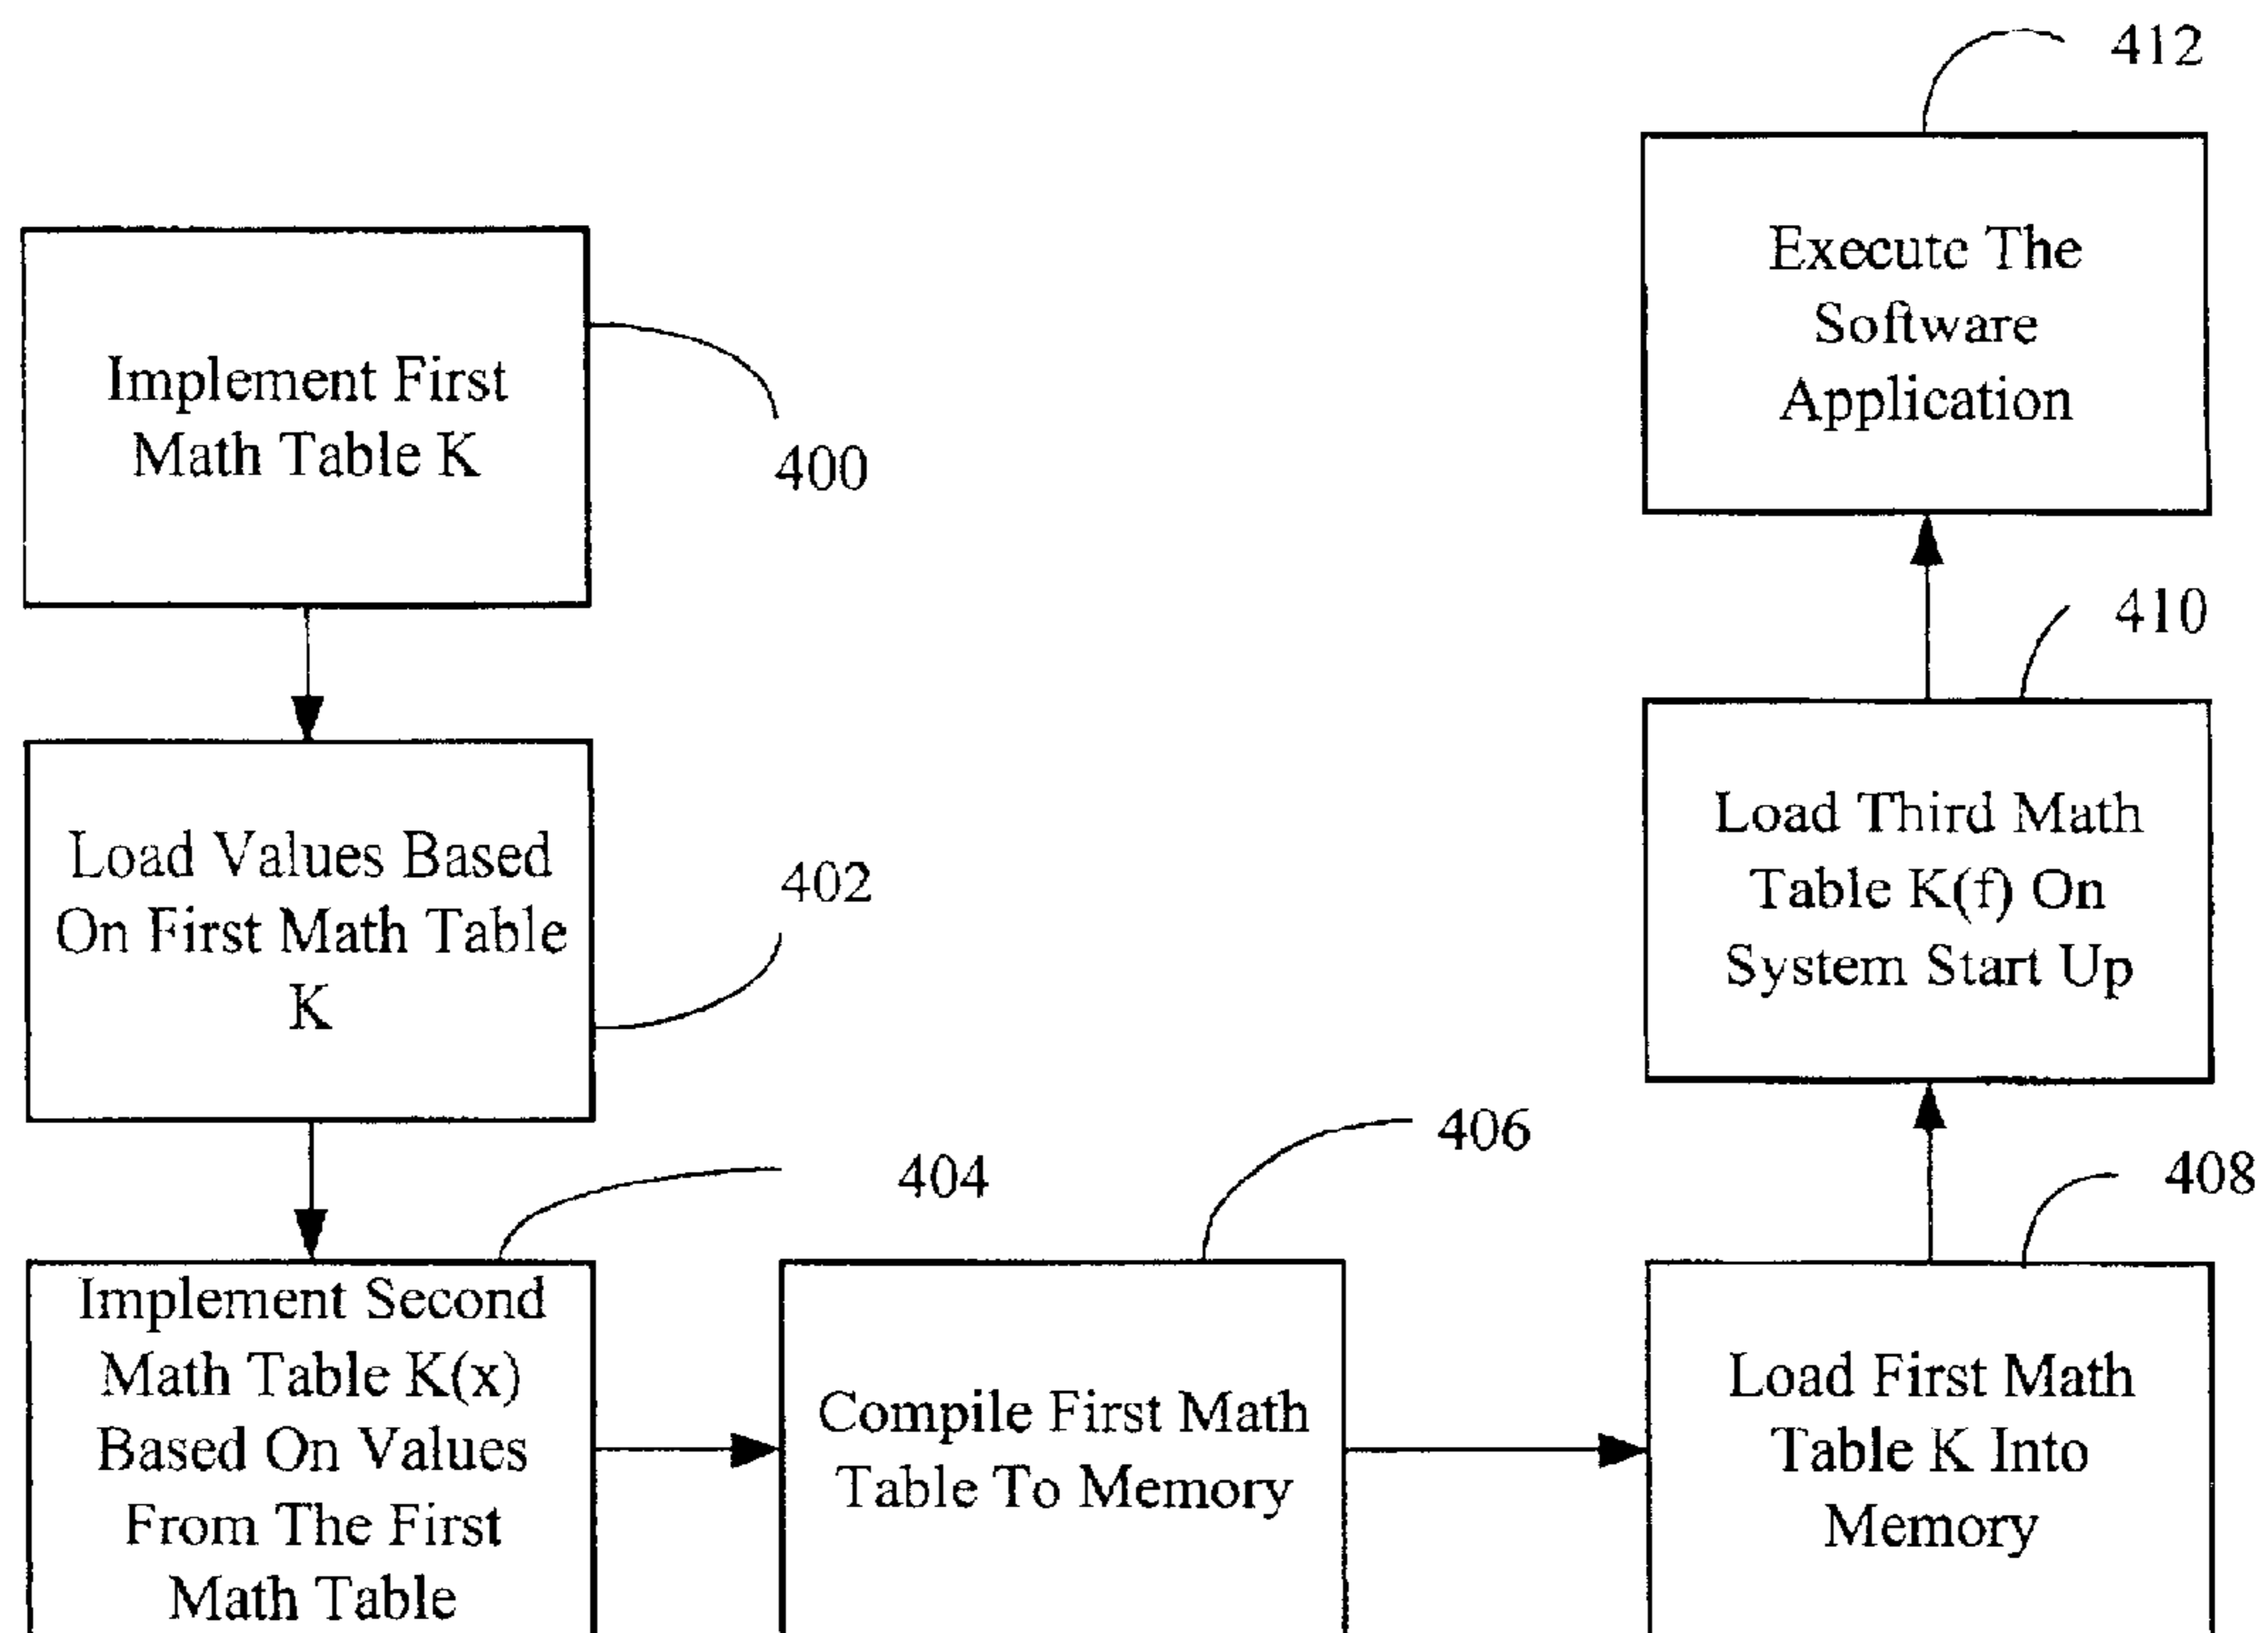 Implement First
Math Table K
400
Load Values Based
On First Math Table
K
402
Implement Second
Math Table K(x)
Based On Values
From The First
Math Table
404
Compile First Math
Table To Memory
406
Load First Math
Table K Into
Memory
408
Load Third Math
Table K(f) On
System Start Up
410
Execute The
Software
Application
412